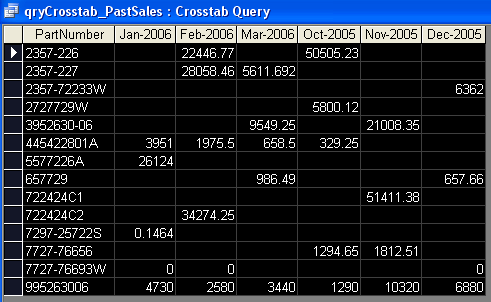 qryCrosstab_PastSales : Crosstab Query
PartNumber Jan-2006 Feb-2006 Mar-2006 Oct-2005 Nov-2005 Dec-2005
2357-226 22446.77 50505.23
2357-227 28058.46 5611.692
2357-72233W 6362
2727729W 5800.12
3952630-06 9549.25 21008.35
445422801A 3951 1975.5 658.5 329.25
5577226A 26124
657729 986.49 657.66
722424C1 51411.38
722424C2 34274.25
7297-25722S 0.1464
7727-76656 1294.65 1812.51
7727-76693W 0 0 0
995263006 4730 2580 3440 1290 10320 6880